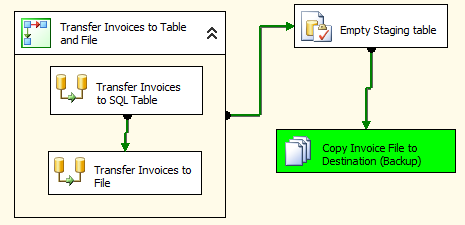 Transfer Invoices to Table
and File
Transfer Invoices
to SQL Table
Transfer Invoices to
File
Empty Staging table
Copy Invoice File to
Destination (Backup)